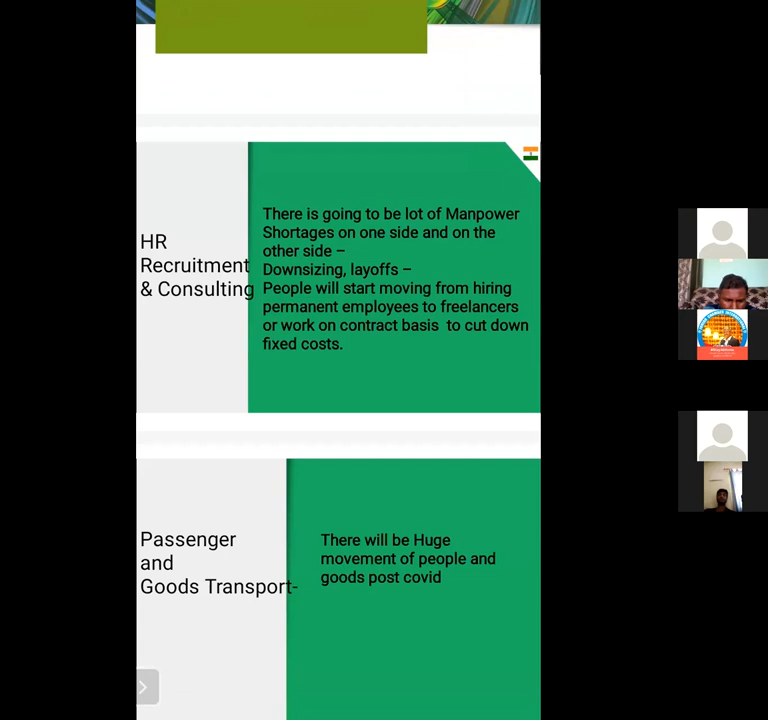 HR
Recruitment
& Consulting
There is going to be lot of Manpower
Shortages on one side and on the
other side –
Downsizing, layoffs –
People will start moving from hiring
permanent employees to freelancers
or work on contract basis  to cut down
fixed costs.
Passenger
and
Goods Transport-
There will be Huge
movement of people and
goods post covid